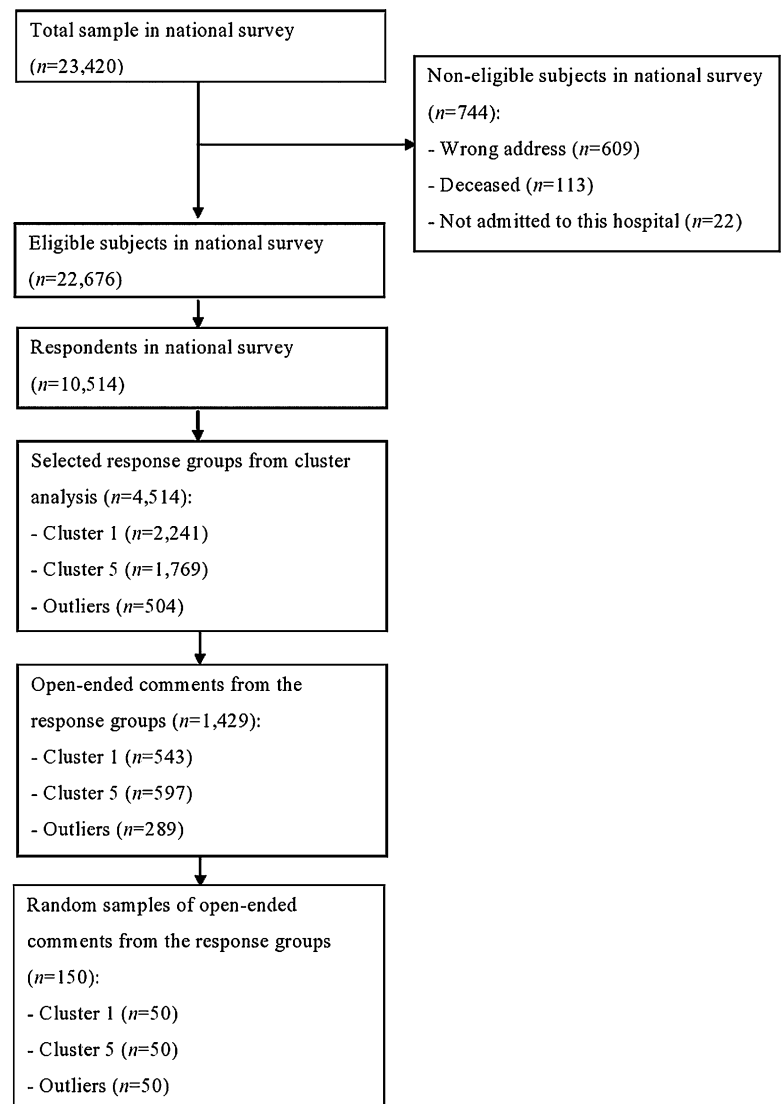 Total sample in national survey
(n=23,420)
Non-eligible subjects in national survey
(n=744):
- Wrong address (n=609)
- Deceased (n=113)
- Not admitted to this hospital (n=22)
Eligible subjects in national survey
(n=22,676)
Respondents in national survey
(n=10,514)
Selected response groups from cluster
analysis (n=4,514):
- Cluster 1 (n=2,241)
- Cluster 5 (n=1,769)
- Outliers (n=504)
Open-ended comments from the
response groups (n=1,429):
- Cluster 1 (n=543)
- Cluster 5 (n=597)
- Outliers (n=289)
Random samples of open-ended
comments from the response groups
(n=150):
- Cluster 1 (n=50)
- Cluster 5 (n=50)
- Outliers (n=50)